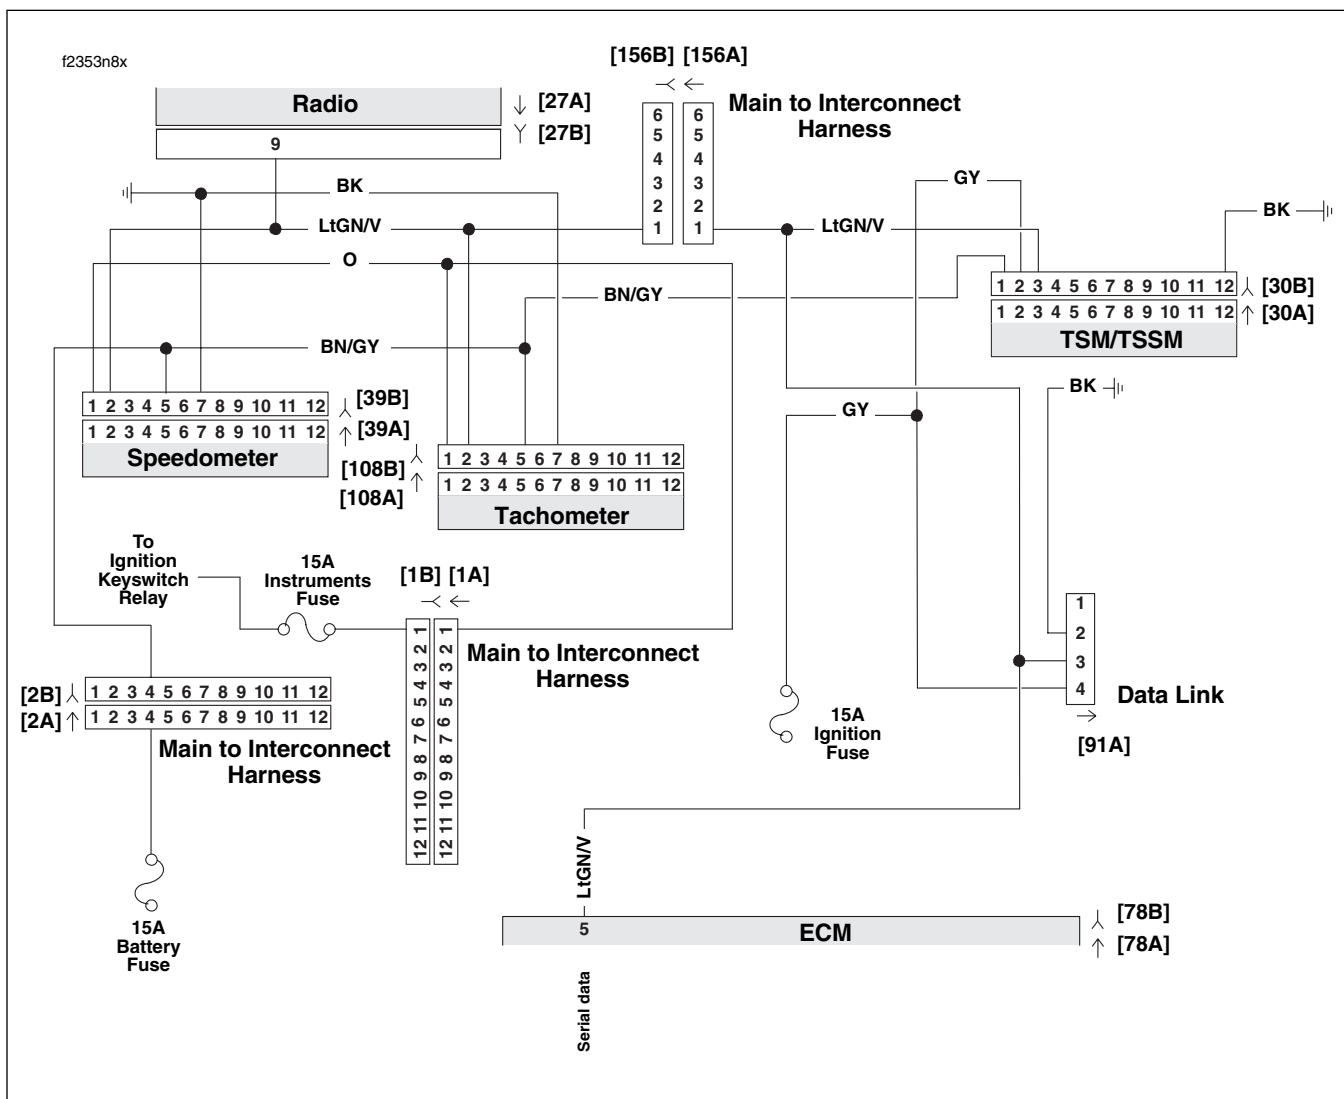 f2353n8x
[156B] [156A]
Radio
[27A]
[27B]
9
Main to Interconnect
Harness
6 6
5 5
4 4
3 3
2 2
1 1
BK
LtGN/V
O
BN/GY
BN/GY
GY
LtGN/V
BK
1 2 3 4 5 6 7 8 9 10 11 12
[30B]
1 2 3 4 5 6 7 8 9 10 11 12
[30A]
TSM/TSSM
1 2 3 4 5 6 7 8 9 10 11 12
[39B]
1 2 3 4 5 6 7 8 9 10 11 12
[39A]
Speedometer
[108B]
1 2 3 4 5 6 7 8 9 10 11 12
[108A]
1 2 3 4 5 6 7 8 9 10 11 12
Tachometer
BK
GY
To
Ignition
Keyswitch
Relay
15A
Instruments
Fuse
[1B] [1A]
1 2 3 4 5 6 7 8 9 10 11 12
1 2 3 4 5 6 7 8 9 10 11 12
Main to Interconnect
Harness
[2B]
1 2 3 4 5 6 7 8 9 10 11 12
[2A]
1 2 3 4 5 6 7 8 9 10 11 12
Main to Interconnect
Harness
15A
Battery
Fuse
15A
Ignition
Fuse
1
2
3
4
Data Link
[91A]
LtGN/V
5
ECM
[78B]
[78A]
Serial data